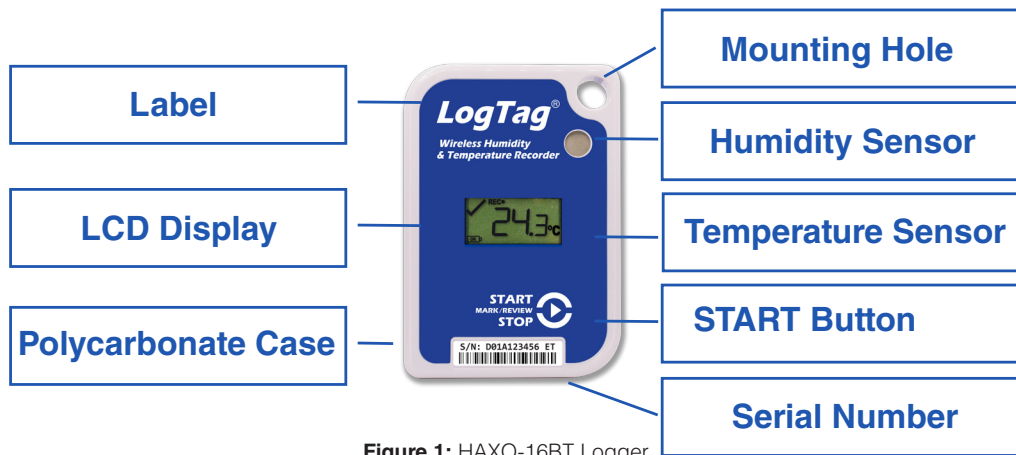 Label
LCD Display
Polycarbonate Case
LogTag®
Wireless Humidity
& Temperature Recorder
REC•
24.3°C
OK
START
MARK/REVIEW
STOP
S/N: D01A123456 ET
Mounting Hole
Humidity Sensor
Temperature Sensor
START Button
Serial Number
Figure 1: HAXO-16BT Logger